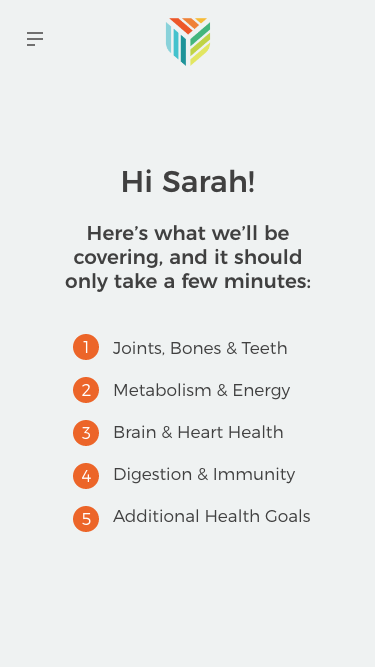 Hi Sarah!
Here’s what we’ll be
covering, and it should
only take a few minutes:
1 Joints, Bones & Teeth
2 Metabolism & Energy
3 Brain & Heart Health
4 Digestion & Immunity
5 Additional Health Goals